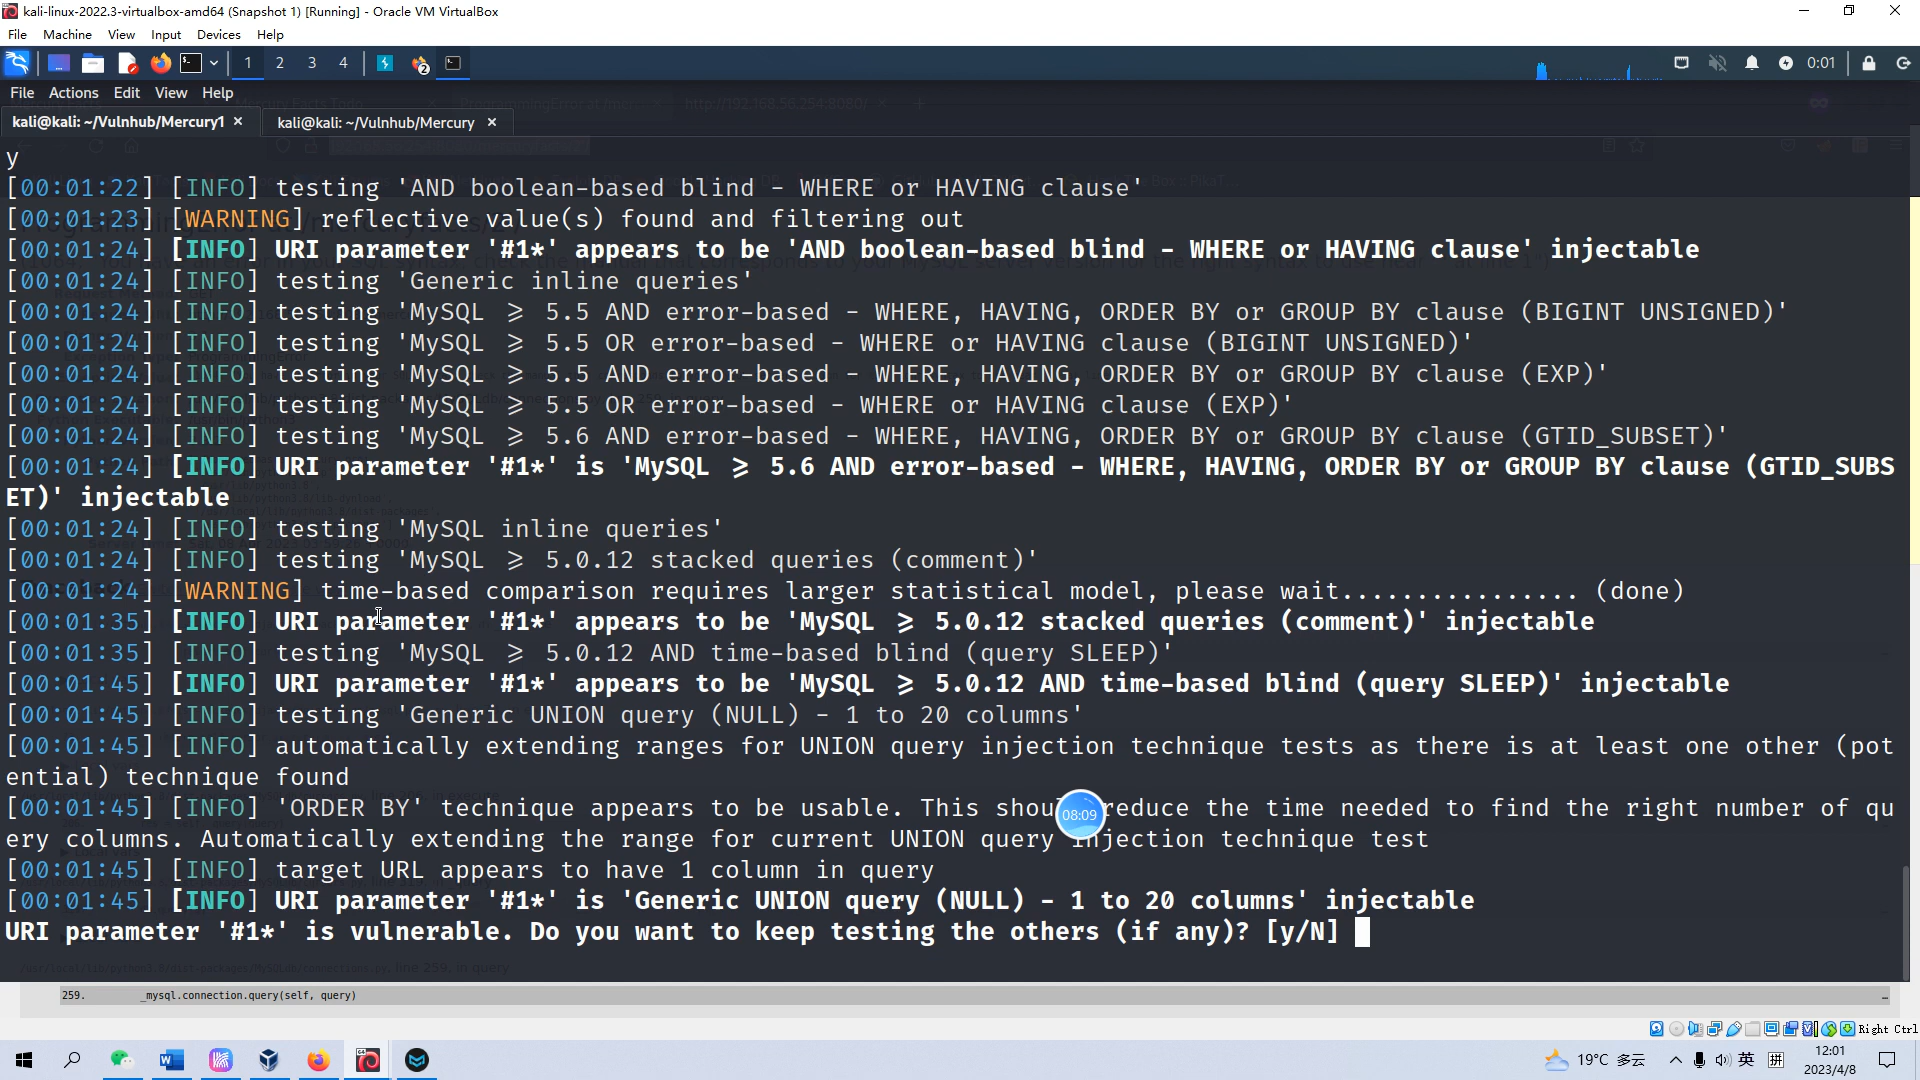 kali-linux-2022.3-virtualbox-amd64 (Snapshot 1) [Running] - Oracle VM VirtualBox
File Machine View Input Devices Help
1 2 3 4 2 0:01
File Actions Edit View Help
kali@kali: ~/Vulnhub/Mercury1 × kali@kali: ~/Vulnhub/Mercury ×
y
[00:01:22] [INFO] testing 'AND boolean-based blind - WHERE or HAVING clause'
[00:01:23] [WARNING] reflective value(s) found and filtering out
[00:01:24] [INFO] URI parameter '#1*' appears to be 'AND boolean-based blind - WHERE or HAVING clause' injectable
[00:01:24] [INFO] testing 'Generic inline queries'
[00:01:24] [INFO] testing 'MySQL ≥ 5.5 AND error-based - WHERE, HAVING, ORDER BY or GROUP BY clause (BIGINT UNSIGNED)'
[00:01:24] [INFO] testing 'MySQL ≥ 5.5 OR error-based - WHERE or HAVING clause (BIGINT UNSIGNED)'
[00:01:24] [INFO] testing 'MySQL ≥ 5.5 AND error-based - WHERE, HAVING, ORDER BY or GROUP BY clause (EXP)'
[00:01:24] [INFO] testing 'MySQL ≥ 5.5 OR error-based - WHERE or HAVING clause (EXP)'
[00:01:24] [INFO] testing 'MySQL ≥ 5.6 AND error-based - WHERE, HAVING, ORDER BY or GROUP BY clause (GTID_SUBSET)'
[00:01:24] [INFO] URI parameter '#1*' is 'MySQL ≥ 5.6 AND error-based - WHERE, HAVING, ORDER BY or GROUP BY clause (GTID_SUBS
ET)' injectable
[00:01:24] [INFO] testing 'MySQL inline queries'
[00:01:24] [INFO] testing 'MySQL ≥ 5.0.12 stacked queries (comment)'
[00:01:24] [WARNING] time-based comparison requires larger statistical model, please wait................ (done)
[00:01:35] [INFO] URI parameter '#1*' appears to be 'MySQL ≥ 5.0.12 stacked queries (comment)' injectable
[00:01:35] [INFO] testing 'MySQL ≥ 5.0.12 AND time-based blind (query SLEEP)'
[00:01:45] [INFO] URI parameter '#1*' appears to be 'MySQL ≥ 5.0.12 AND time-based blind (query SLEEP)' injectable
[00:01:45] [INFO] testing 'Generic UNION query (NULL) - 1 to 20 columns'
[00:01:45] [INFO] automatically extending ranges for UNION query injection technique tests as there is at least one other (pot
ential) technique found
[00:01:45] [INFO] 'ORDER BY' technique appears to be usable. This shou reduce the time needed to find the right number of qu
08:09
ery columns. Automatically extending the range for current UNION query injection technique test
[00:01:45] [INFO] target URL appears to have 1 column in query
[00:01:45] [INFO] URI parameter '#1*' is 'Generic UNION query (NULL) - 1 to 20 columns' injectable
URI parameter '#1*' is vulnerable. Do you want to keep testing the others (if any)? [y/N]
259. _mysql.connection.query(self, query)
Right Ctrl
19°C 多云 英 拼 12:01
2023/4/8